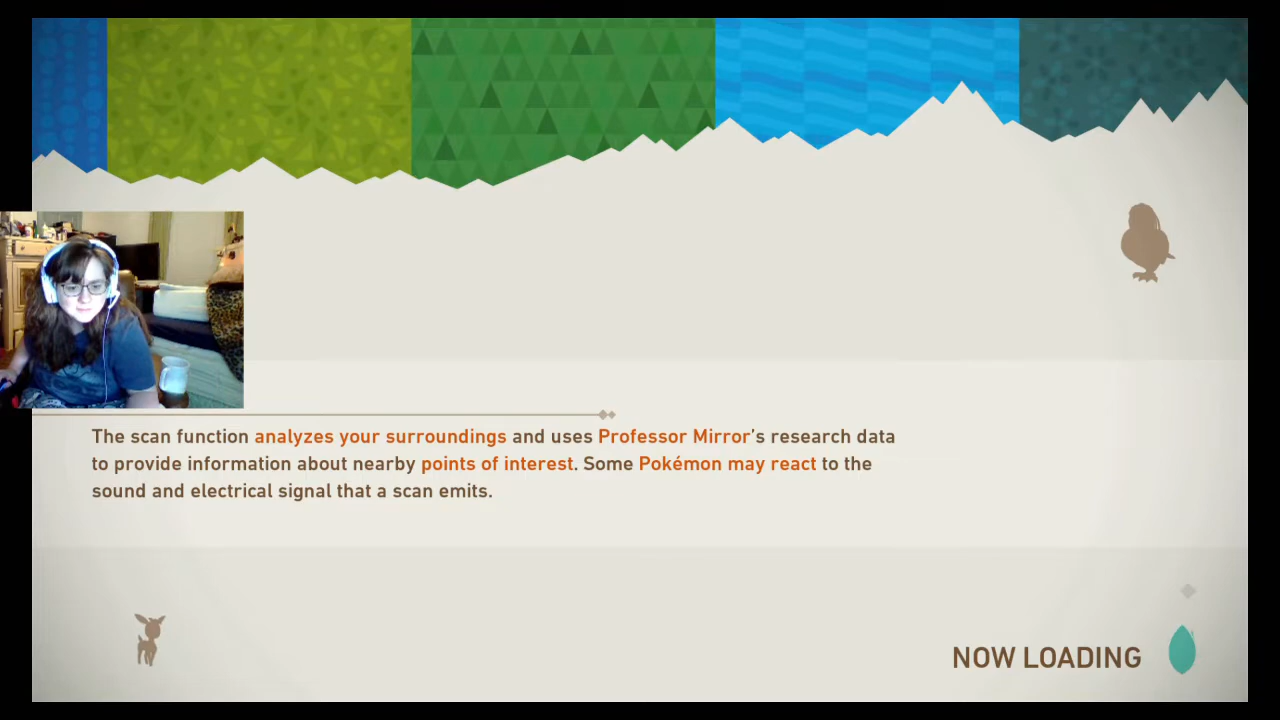 The scan function analyzes your surroundings and uses Professor Mirror's research data
to provide information about nearby points of interest. Some Pokémon may react to the
sound and electrical signal that a scan emits.
NOW LOADING